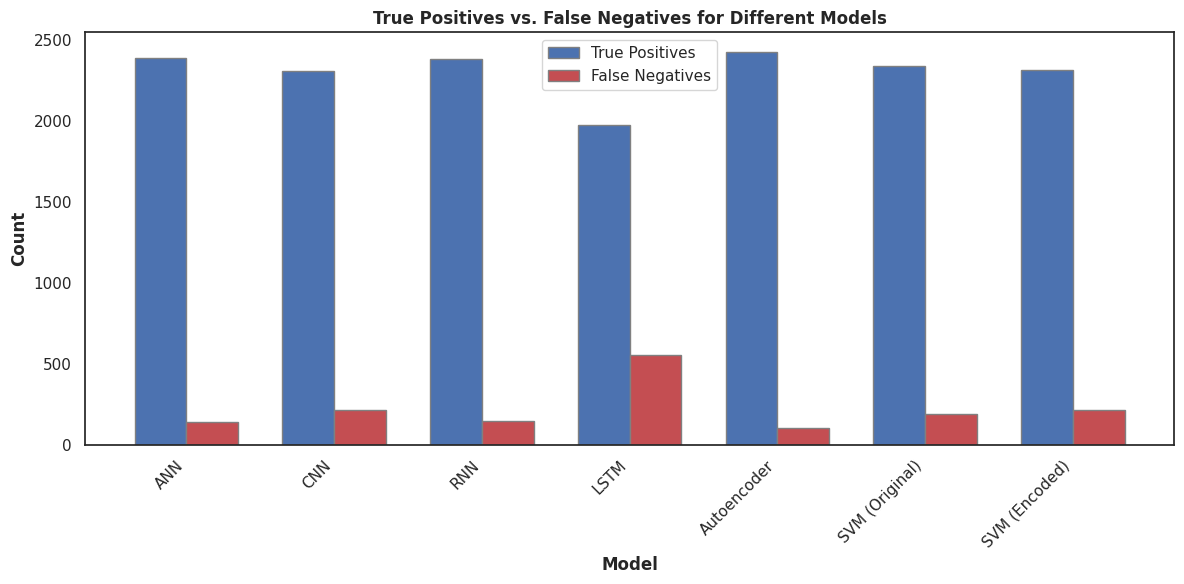 True Positives vs. False Negatives for Different Models
True Positives
False Negatives
Count
2500
2000
1500
1000
500
0
ANN
CNN
RNN
LSTM
Autoencoder
SVM (Original)
SVM (Encoded)
Model